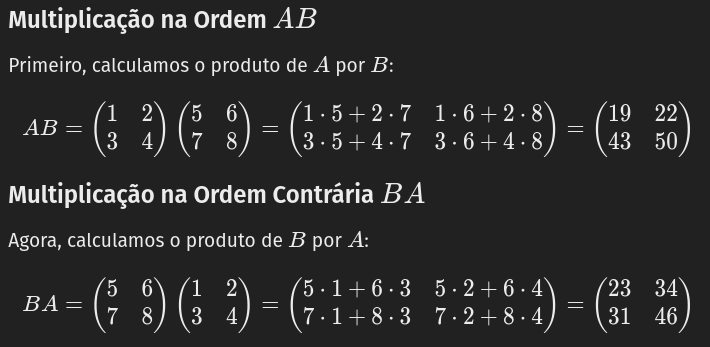 Multiplicação na Ordem AB
Primeiro, calculamos o produto de A por B:
AB = \begin{pmatrix} 1 & 2 \\ 3 & 4 \end{pmatrix} \begin{pmatrix} 5 & 6 \\ 7 & 8 \end{pmatrix} = \begin{pmatrix} 1 \cdot 5 + 2 \cdot 7 & 1 \cdot 6 + 2 \cdot 8 \\ 3 \cdot 5 + 4 \cdot 7 & 3 \cdot 6 + 4 \cdot 8 \end{pmatrix} = \begin{pmatrix} 19 & 22 \\ 43 & 50 \end{pmatrix}
Multiplicação na Ordem Contrária BA
Agora, calculamos o produto de B por A:
BA = \begin{pmatrix} 5 & 6 \\ 7 & 8 \end{pmatrix} \begin{pmatrix} 1 & 2 \\ 3 & 4 \end{pmatrix} = \begin{pmatrix} 5 \cdot 1 + 6 \cdot 3 & 5 \cdot 2 + 6 \cdot 4 \\ 7 \cdot 1 + 8 \cdot 3 & 7 \cdot 2 + 8 \cdot 4 \end{pmatrix} = \begin{pmatrix} 23 & 34 \\ 31 & 46 \end{pmatrix}